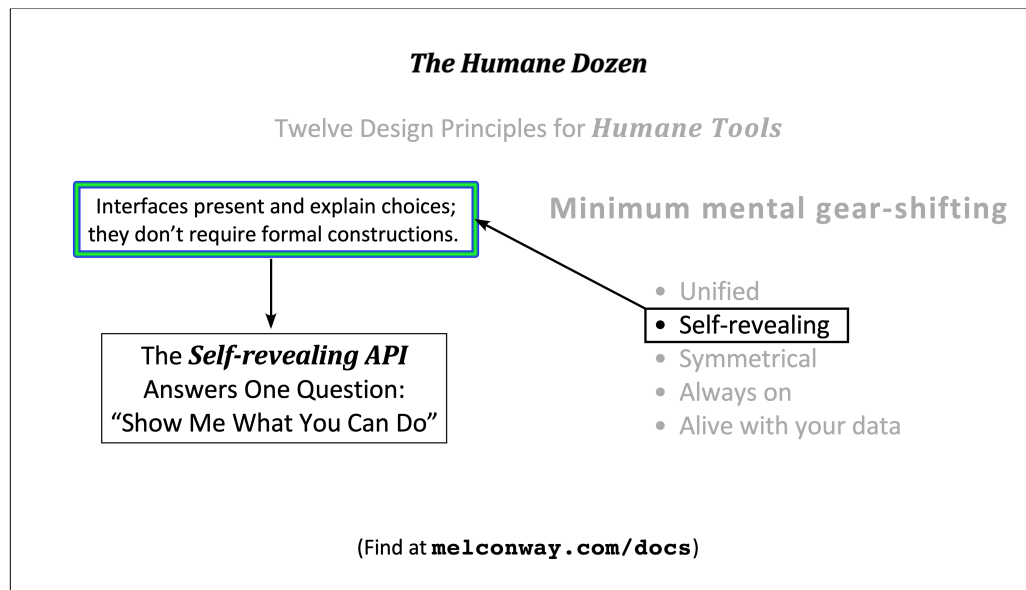 The Humane Dozen
Twelve Design Principles for Humane Tools
Interfaces present and explain choices;
they don’t require formal constructions.
Minimum mental gear-shifting
• Unified
• Self-revealing
• Symmetrical
• Always on
• Alive with your data
The Self-revealing API
Answers One Question:
“Show Me What You Can Do”
(Find at melconway.com/docs)